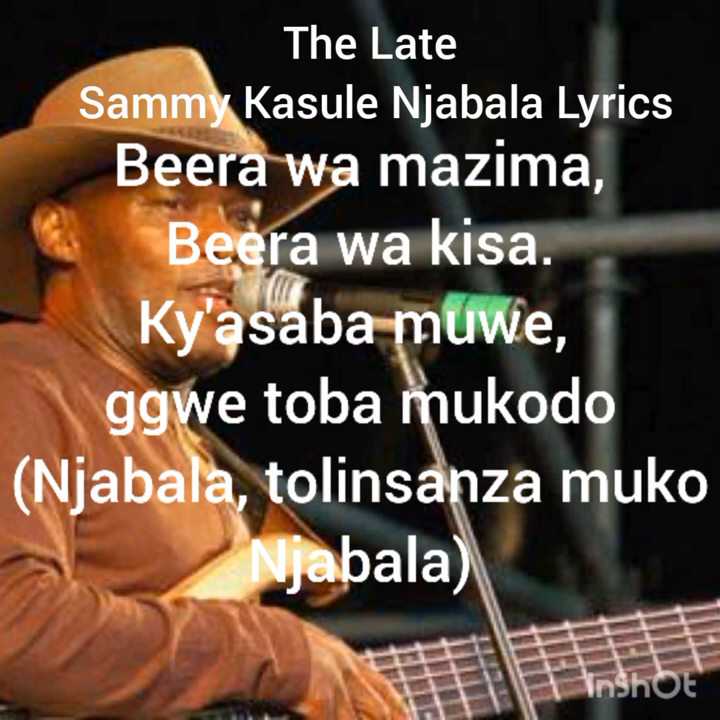 The Late
Sammy Kasule Njabala Lyrics
Beera wa mazima,
Beera wa kisa.
Ky'asaba muwe,
ggwe toba mukodo
(Njabala, tolinsanza muko
Njabala)
InShOt